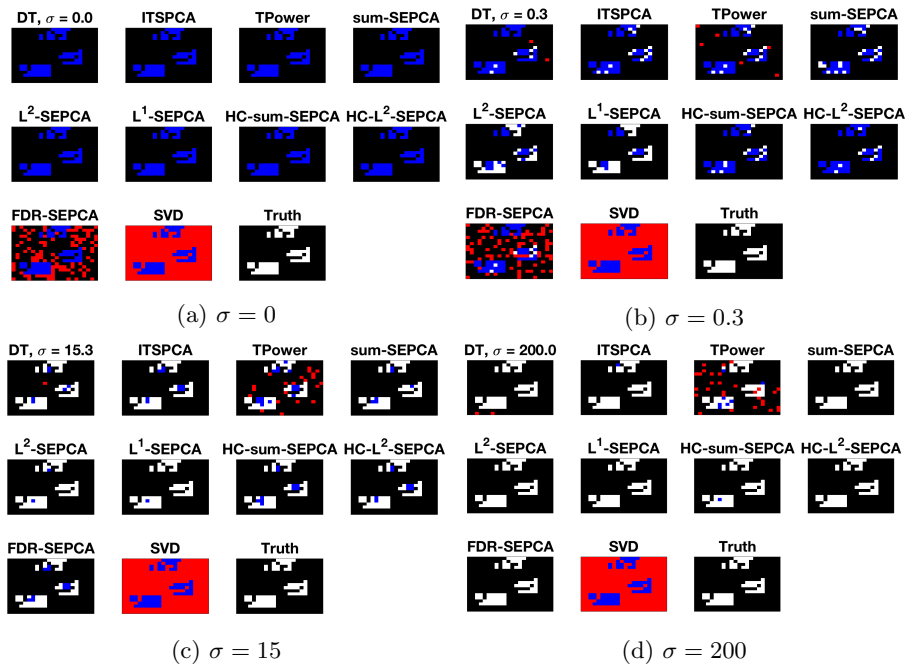 DT, σ = 0.0 ITSPCA TPower sum-SEPCA
L²-SEPCA L¹-SEPCA HC-sum-SEPCA HC-L²-SEPCA
FDR-SEPCA SVD Truth
(a) σ = 0
DT, σ = 0.3 ITSPCA TPower sum-SEPCA
L²-SEPCA L¹-SEPCA HC-sum-SEPCA HC-L²-SEPCA
FDR-SEPCA SVD Truth
(b) σ = 0.3
DT, σ = 15.3 ITSPCA TPower sum-SEPCA
L²-SEPCA L¹-SEPCA HC-sum-SEPCA HC-L²-SEPCA
FDR-SEPCA SVD Truth
(c) σ = 15
DT, σ = 200.0 ITSPCA TPower sum-SEPCA
L²-SEPCA L¹-SEPCA HC-sum-SEPCA HC-L²-SEPCA
FDR-SEPCA SVD Truth
(d) σ = 200